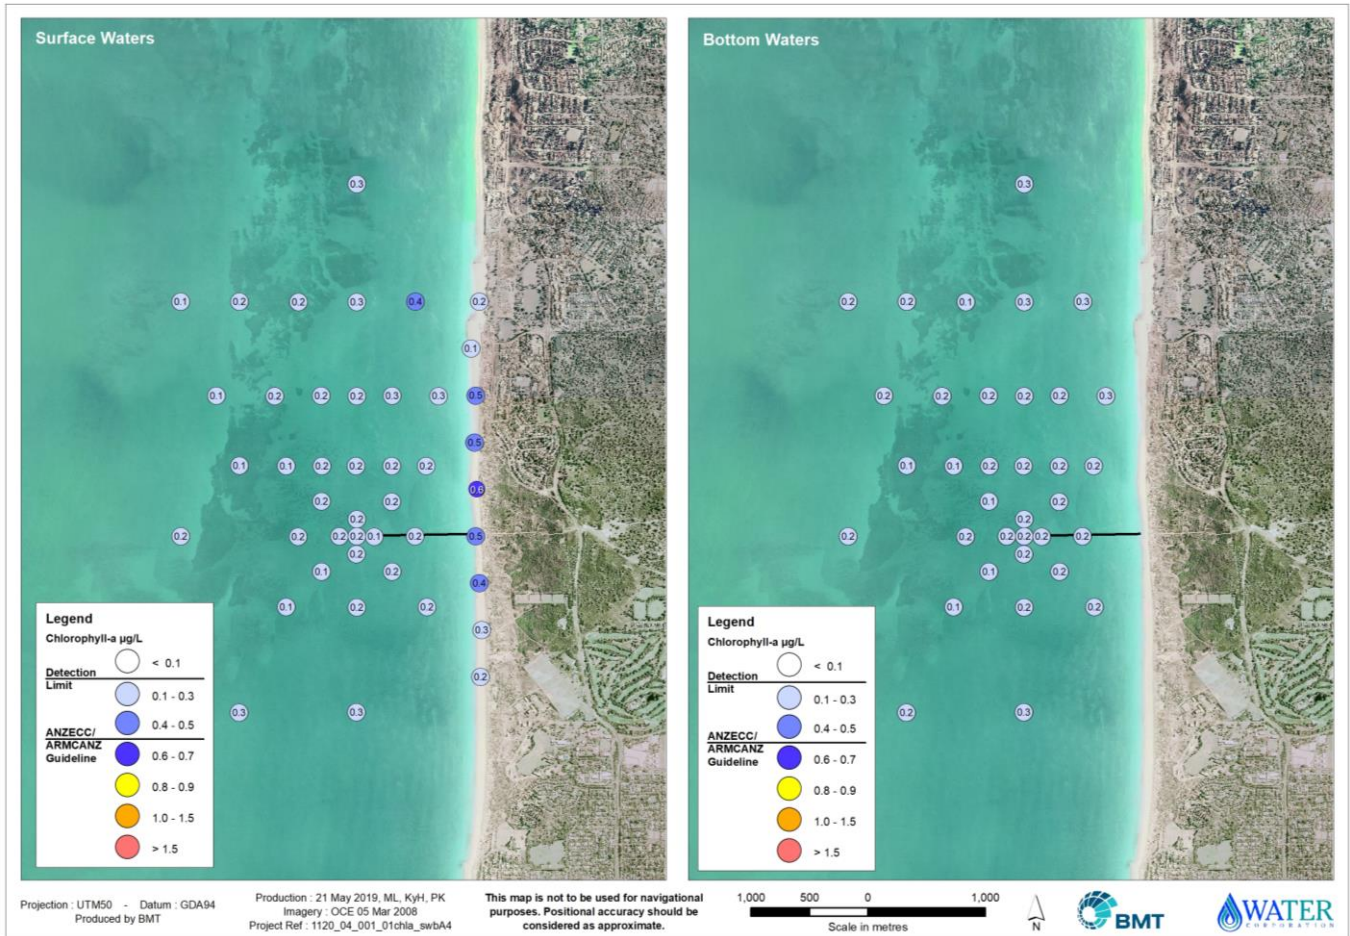 Surface Waters
0.3
0.1 0.2 0.2 0.3 0.4 0.2
0.1
0.1 0.2 0.2 0.2 0.3 0.3 0.5
0.5
0.1 0.1 0.2 0.2 0.2 0.2
0.6
0.2 0.2
0.2
0.2 0.2 0.2 0.2 0.1 0.2 0.5
0.2
0.1 0.2
0.4
0.1 0.2 0.2
0.3
0.2
0.3 0.3
Legend
Chlorophyll-a µg/L
< 0.1
Detection
Limit
0.1 - 0.3
0.4 - 0.5
ANZECC/
ARMCANZ
Guideline
0.6 - 0.7
0.8 - 0.9
1.0 - 1.5
> 1.5
Bottom Waters
0.3
0.2 0.2 0.1 0.3 0.3
0.2 0.2 0.2 0.2 0.2 0.3
0.1 0.1 0.2 0.2 0.2 0.2
0.1 0.2
0.2
0.2 0.2 0.2 0.2 0.2 0.2
0.2
0.1 0.2
0.1 0.2 0.2
0.2 0.3
Legend
Chlorophyll-a µg/L
< 0.1
Detection
Limit
0.1 - 0.3
0.4 - 0.5
ANZECC/
ARMCANZ
Guideline
0.6 - 0.7
0.8 - 0.9
1.0 - 1.5
> 1.5
Projection : UTM50 - Datum : GDA94
Produced by BMT
Production : 21 May 2019, ML, KyH, PK
Imagery : OCE 05 Mar 2008
Project Ref : 1120_04_001_01chla_swbA4
This map is not to be used for navigational
purposes. Positional accuracy should be
considered as approximate.
1,000 500 0 1,000
Scale in metres
N
BMT
WATER
CORPORATION